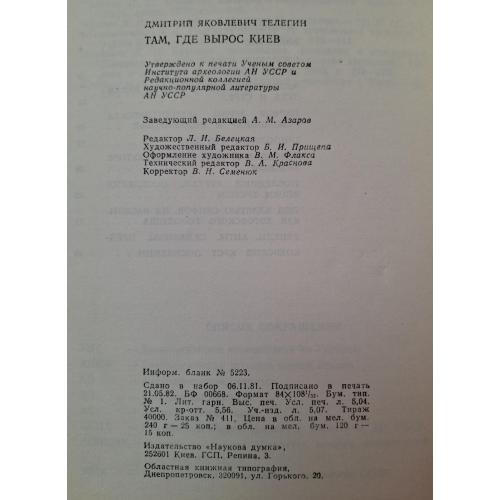 ДМИТРИЙ ЯКОВЛЕВИЧ ТЕЛЕГИН
ТАМ, ГДЕ ВЫРОС КИЕВ
Утверждено к печати Ученым советом
Института археологии АН УССР и
Редакционной коллегией
научно-популярной литературы
АН УССР
Заведующий редакцией А. М. Азаров
Редактор Л. И. Белецкая
Художественный редактор Б. И. Прищепа
Оформление художника В. М. Флакса
Технический редактор В. А. Краснова
Корректор В. Н. Семенюк
Информ. бланк № 5223.
Сдано в набор 06.11.81. Подписано в печать
21.05.82. БФ 00668. Формат 84×108¹/₃₂. Бум. тип.
№ 1. Лит. гарн. Выс. печ. Усл. печ. л. 5,04.
Усл. кр-отт. 5,56. Уч.-изд. л. 5,07. Тираж
40000. Заказ № 411. Цена в обл. на мел. бум.
240 г — 25 коп.; в обл. на мел. бум. 120 г —
15 коп.
Издательство «Наукова думка»,
252601 Киев, ГСП, Репина, 3.
Областная книжная типография,
Днепропетровск, 320091, ул. Горького, 20.